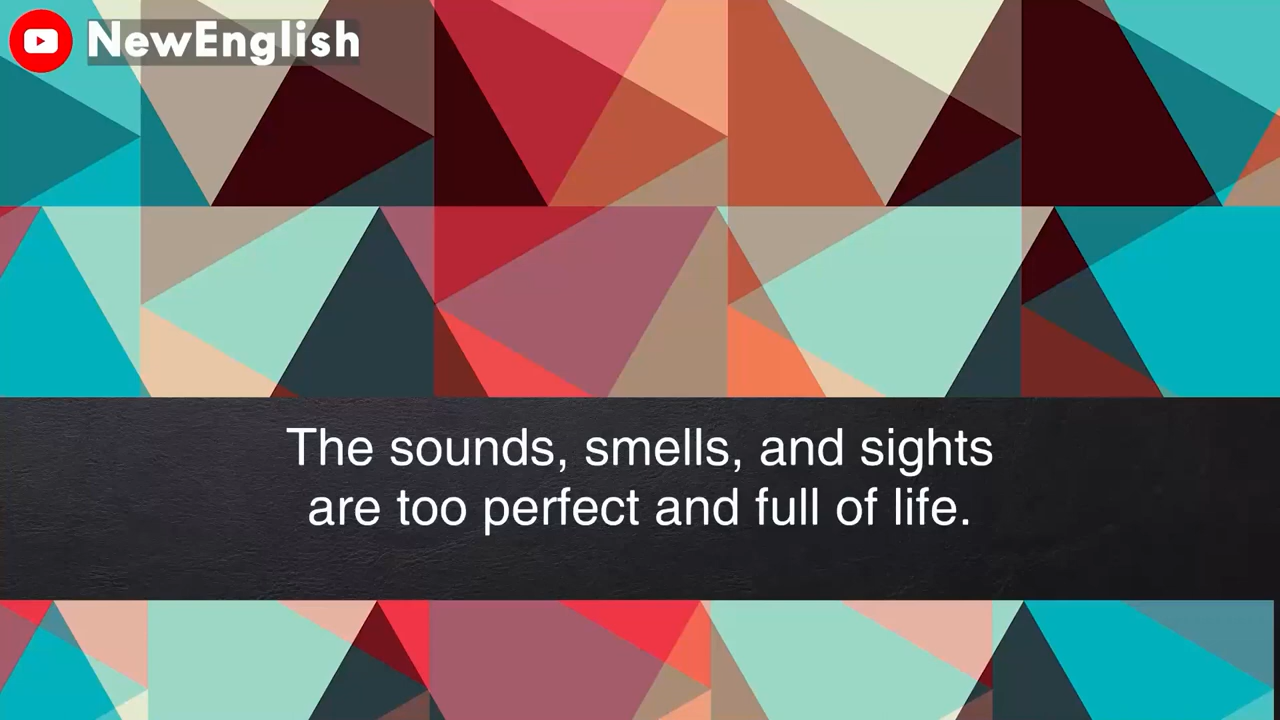 NewEnglish
The sounds, smells, and sights
are too perfect and full of life.